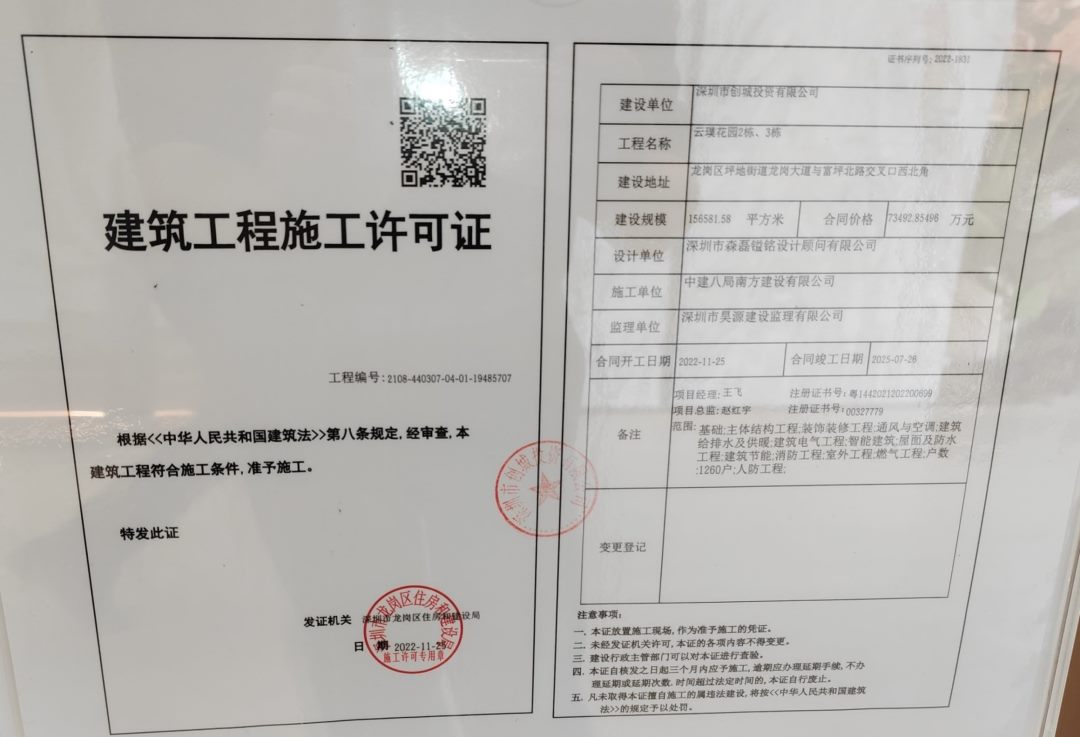 建筑工程施工许可证
工程编号:2108-440307-04-01-19485707
根据<<中华人民共和国建筑法>>第八条规定,经审查,本
建筑工程符合施工条件,准予施工。
特发此证
发证机关 深圳市龙岗区住房和建设局
日 期 2022-11-25
深圳市龙岗区住房和建设局
施工许可专用章
深圳市创城投资有限公司
证书序列号:2022-1831
建设单位 深圳市创城投资有限公司
工程名称 云璞花园2栋、3栋
建设地址 龙岗区坪地街道龙岗大道与富坪北路交叉口西北角
建设规模 156581.58 平方米 合同价格 73492.85496 万元
设计单位 深圳市森磊镒铭设计顾问有限公司
施工单位 中建八局南方建设有限公司
监理单位 深圳市昊源建设监理有限公司
合同开工日期 2022-11-25 合同竣工日期 2025-07-26
备注
项目经理:王飞 注册证书号:粤1442021202200699
项目总监:赵红宇 注册证书号:00327779
范围:基础;主体结构工程;装饰装修工程;通风与空调;建筑
给排水及供暖;建筑电气工程;智能建筑;屋面及防水
工程;建筑节能;消防工程;室外工程;燃气工程;户数
:1260户;人防工程;
变更登记
注意事项:
一. 本证放置施工现场,作为准予施工的凭证。
二. 未经发证机关许可,本证的各项内容不得变更。
三. 建设行政主管部门可以对本证进行查验。
四. 本证自核发之日起三个月内应予施工,逾期应办理延期手续,不办
理延期或延期次数.时间超过法定时间的,本证自行废止。
五. 凡未取得本证擅自施工的属违法建设,将按<<中华人民共和国建筑
法>>的规定予以处罚。